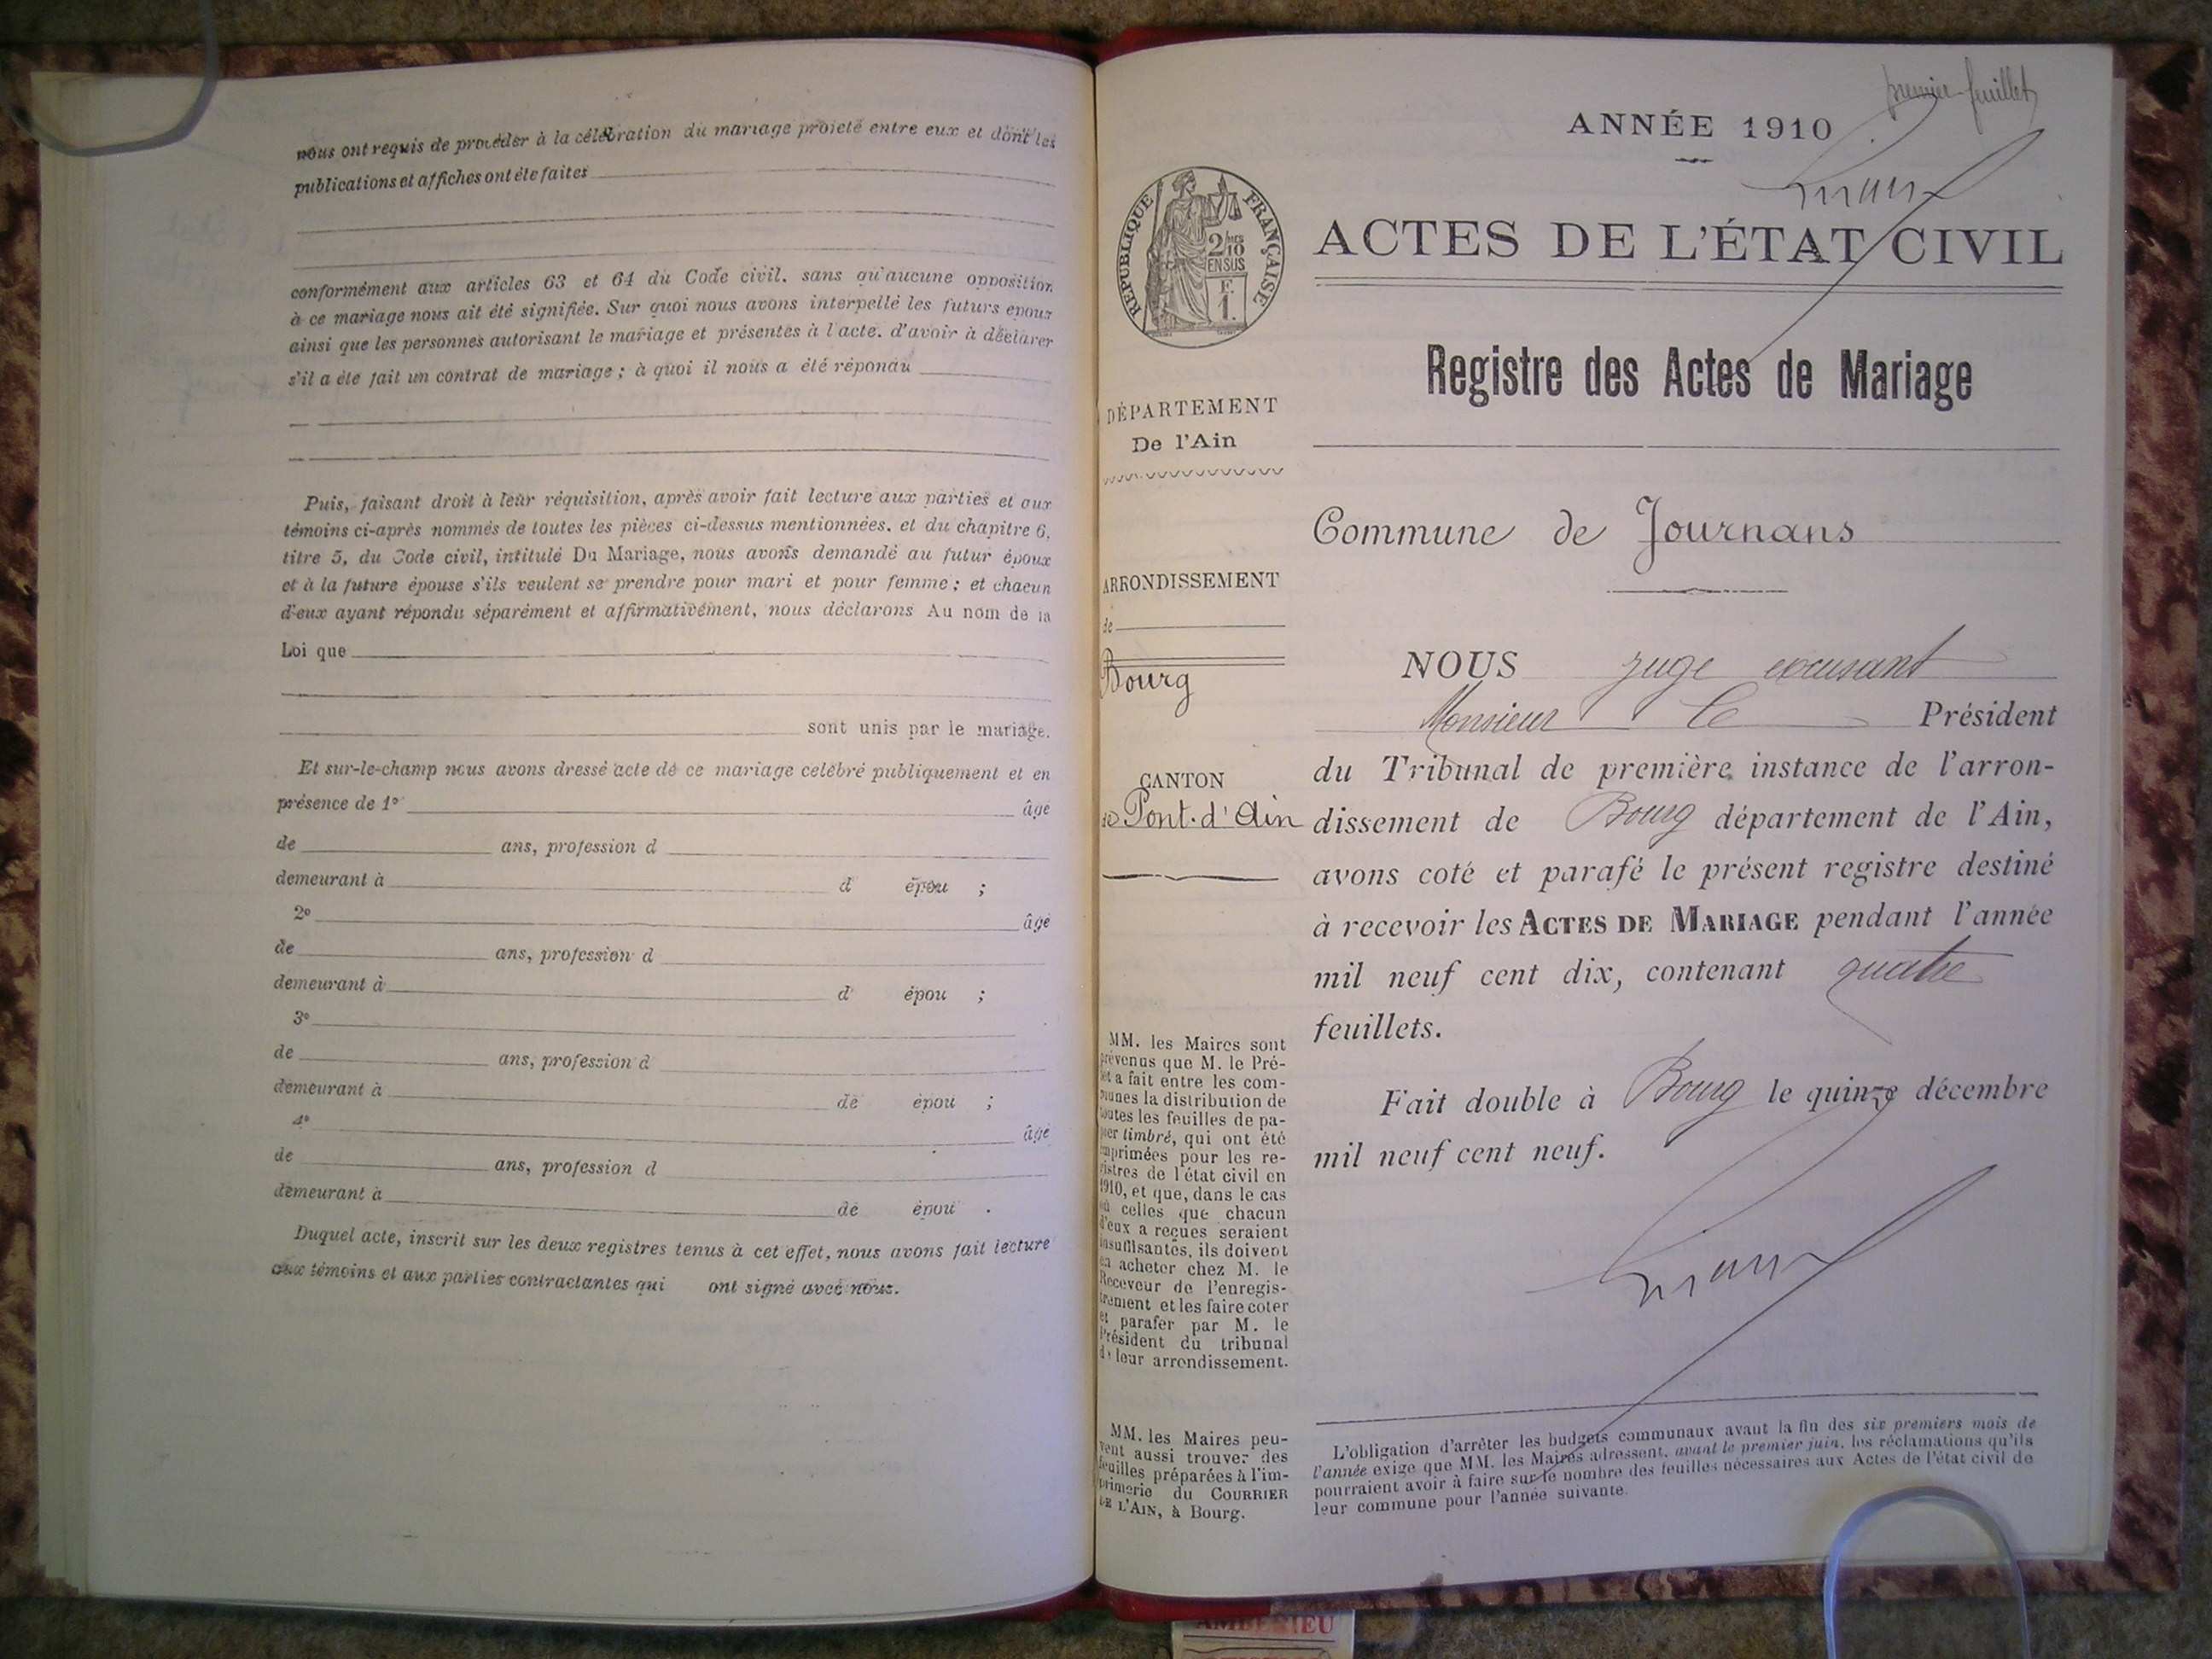 nous ont requis de procéder à la célébration du mariage projeté entre eux et dont les
publications et affiches ont été faites
conformément aux articles 63 et 64 du Code civil, sans qu'aucune opposition
à ce mariage nous ait été signifiée. Sur quoi nous avons interpellé les futurs époux
ainsi que les personnes autorisant le mariage et présentes à l'acte, d'avoir à déclarer
s'il a été fait un contrat de mariage ; à quoi il nous a été répondu
Puis, faisant droit à leur réquisition, après avoir fait lecture aux parties et aux
témoins ci-après nommés de toutes les pièces ci-dessus mentionnées, et du chapitre 6,
titre 5, du Code civil, intitulé Du Mariage, nous avons demandé au futur époux
et à la future épouse s'ils veulent se prendre pour mari et pour femme ; et chacun
d'eux ayant répondu séparément et affirmativement, nous déclarons Au nom de la
Loi que
sont unis par le mariage.
Et sur-le-champ nous avons dressé acte de ce mariage célébré publiquement et en
présence de 1° âgé
de ans, profession d
demeurant à d épou ;
2° âgé
de ans, profession d
demeurant à d épou ;
3°
de ans, profession d
demeurant à de épou ;
4° âgé
de ans, profession d
demeurant à de épou .
Duquel acte, inscrit sur les deux registres tenus à cet effet, nous avons fait lecture
aux témoins et aux parties contractantes qui ont signé avec nous.
premier feuillet
ANNÉE 1910
RÉPUBLIQUE FRANÇAISE
2/10
EN SUS
F.
1.
ACTES DE L'ÉTAT CIVIL
Registre des Actes de Mariage
DÉPARTEMENT
De l'Ain
Commune de Journans
ARRONDISSEMENT
de
Bourg
CANTON
de Pont-d'Ain
NOUS juge excusant
Monsieur le Président
du Tribunal de première instance de l'arron-
dissement de Bourg département de l'Ain,
avons coté et parafé le présent registre destiné
à recevoir les ACTES DE MARIAGE pendant l'année
mil neuf cent dix, contenant quatre
feuillets.
Fait double à Bourg le quinze décembre
mil neuf cent neuf.
MM. les Maires sont
prévenus que M. le Pré-
fet a fait entre les com-
munes la distribution de
toutes les feuilles de pa-
pier timbré, qui ont été
imprimées pour les re-
gistres de l'état civil en
1910, et que, dans le cas
où celles que chacun
d'eux a reçues seraient
insuffisantes, ils doivent
en acheter chez M. le
Receveur de l'enregis-
trement et les faire coter
et parafer par M. le
Président du tribunal
de leur arrondissement.
MM. les Maires peu-
vent aussi trouver des
feuilles préparées à l'im-
primerie du COURRIER
DE L'AIN, à Bourg.
L'obligation d'arrêter les budgets communaux avant la fin des six premiers mois de
l'année exige que MM. les Maires adressent, avant le premier juin, les réclamations qu'ils
pourraient avoir à faire sur le nombre des feuilles nécessaires aux Actes de l'état civil de
leur commune pour l'année suivante.
AMBERIEU